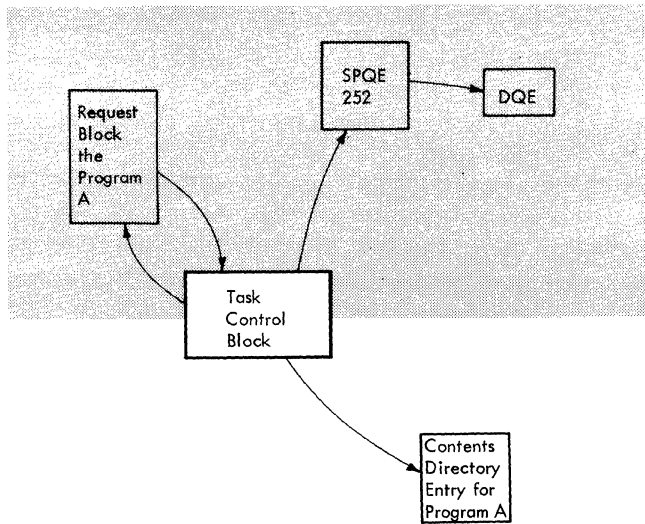 SPQE
252
DQE
Request
Block
the
Program
A
Task
Control
Block
Contents
Directory
Entry for
Program A